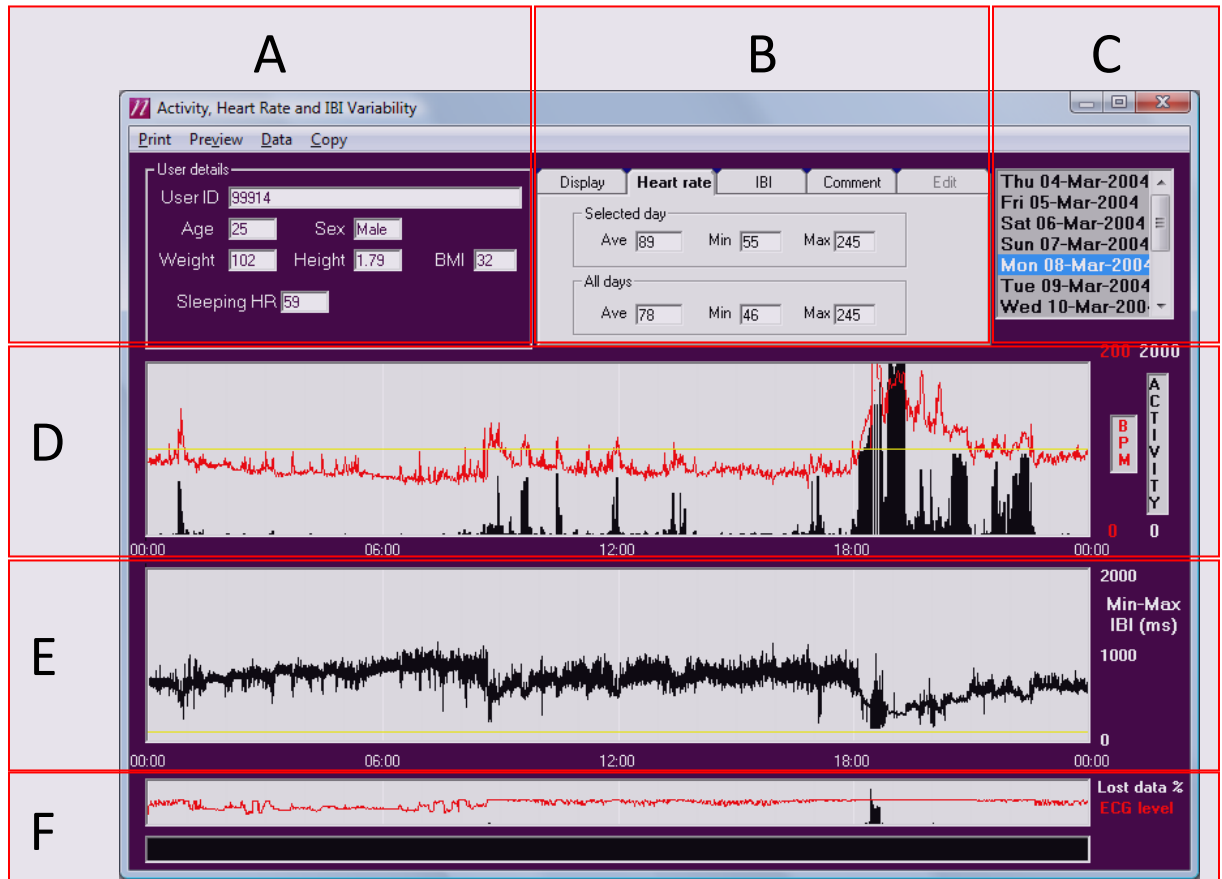 A
B
C
Activity, Heart Rate and IBI Variability
Print Preview Data Copy
User details
User ID 99914
Age 25 Sex Male
Weight 102 Height 1.79 BMI 32
Sleeping HR 59
Display Heart rate IBI Comment Edit
Selected day
Ave 89 Min 55 Max 245
All days
Ave 78 Min 46 Max 245
Thu 04-Mar-2004
Fri 05-Mar-2004
Sat 06-Mar-2004
Sun 07-Mar-2004
Mon 08-Mar-2004
Tue 09-Mar-2004
Wed 10-Mar-200
D
200 2000
BPM
ACTIVITY
0 0
00:00 06:00 12:00 18:00 00:00
E
2000
Min-Max
IBI (ms)
1000
0
00:00 06:00 12:00 18:00 00:00
F
Lost data %
ECG level